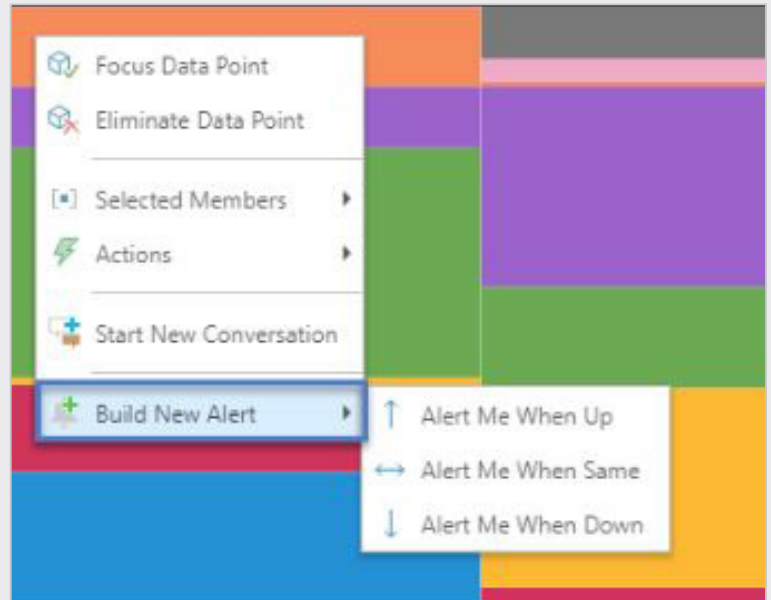 Focus Data Point
Eliminate Data Point
Selected Members
Actions
Start New Conversation
Build New Alert
Alert Me When Up
Alert Me When Same
Alert Me When Down